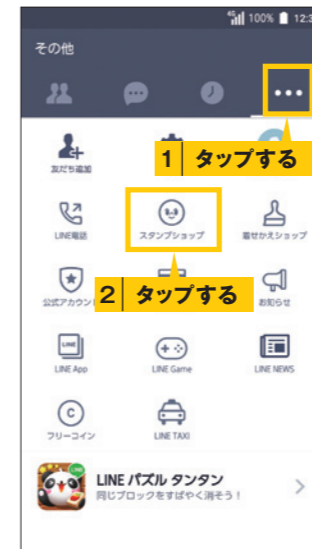 4G 100% 12:3
その他
1 タップする
友だち追加
LINE電話 スタンプショップ 着せかえショップ
2 タップする
公式アカウント お知らせ
LINE
LINE App LINE Game LINE NEWS
C
フリーコイン LINE TAXI
LINE パズル タンタン
同じブロックをすばやく消そう！